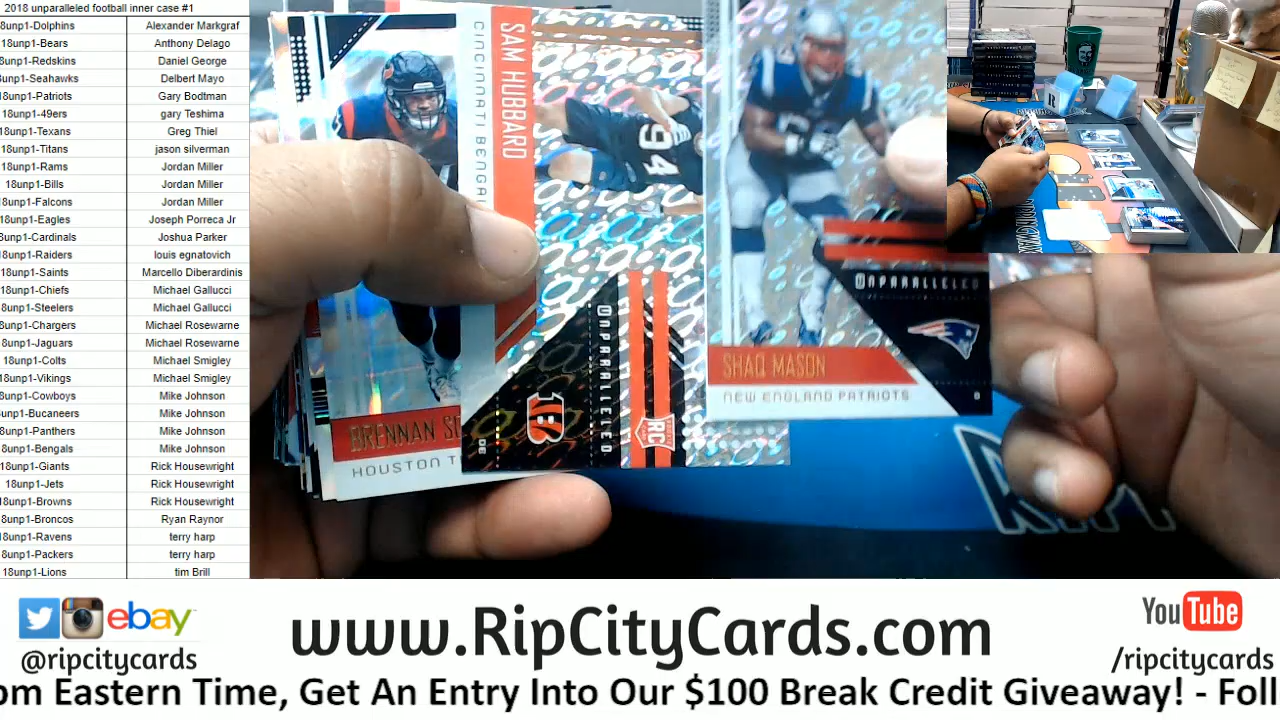 2018 unparalleled football inner case #1
8unp1-Dolphins Alexander Markgraf
18unp1-Bears Anthony Delago
18unp1-Redskins Daniel George
8unp1-Seahawks Delbert Mayo
18unp1-Patriots Gary Bodtman
18unp1-49ers gary Teshima
18unp1-Texans Greg Thiel
18unp1-Titans jason silverman
18unp1-Rams Jordan Miller
18unp1-Bills Jordan Miller
18unp1-Falcons Jordan Miller
18unp1-Eagles Joseph Porreca Jr
8unp1-Cardinals Joshua Parker
18unp1-Raiders louis egnatovich
18unp1-Saints Marcello Diberardinis
18unp1-Chiefs Michael Gallucci
18unp1-Steelers Michael Gallucci
8unp1-Chargers Michael Rosewarne
8unp1-Jaguars Michael Rosewarne
18unp1-Colts Michael Smigley
18unp1-Vikings Michael Smigley
8unp1-Cowboys Mike Johnson
unp1-Bucaneers Mike Johnson
8unp1-Panthers Mike Johnson
8unp1-Bengals Mike Johnson
18unp1-Giants Rick Housewright
18unp1-Jets Rick Housewright
18unp1-Browns Rick Housewright
8unp1-Broncos Ryan Raynor
18unp1-Ravens terry harp
8unp1-Packers terry harp
18unp1-Lions tim Brill
SAM HUBBARD
CINCINNATI BENGA
94
UNPARALLELED
RC
DE
BRENNAN SC
HOUSTON T
UNPARALLELED
SHAQ MASON
NEW ENGLAND PATRIOTS
G
ebay
@ripcitycards
www.RipCityCards.com
YouTube
/ripcitycards
om Eastern Time, Get An Entry Into Our $100 Break Credit Giveaway! - Foll